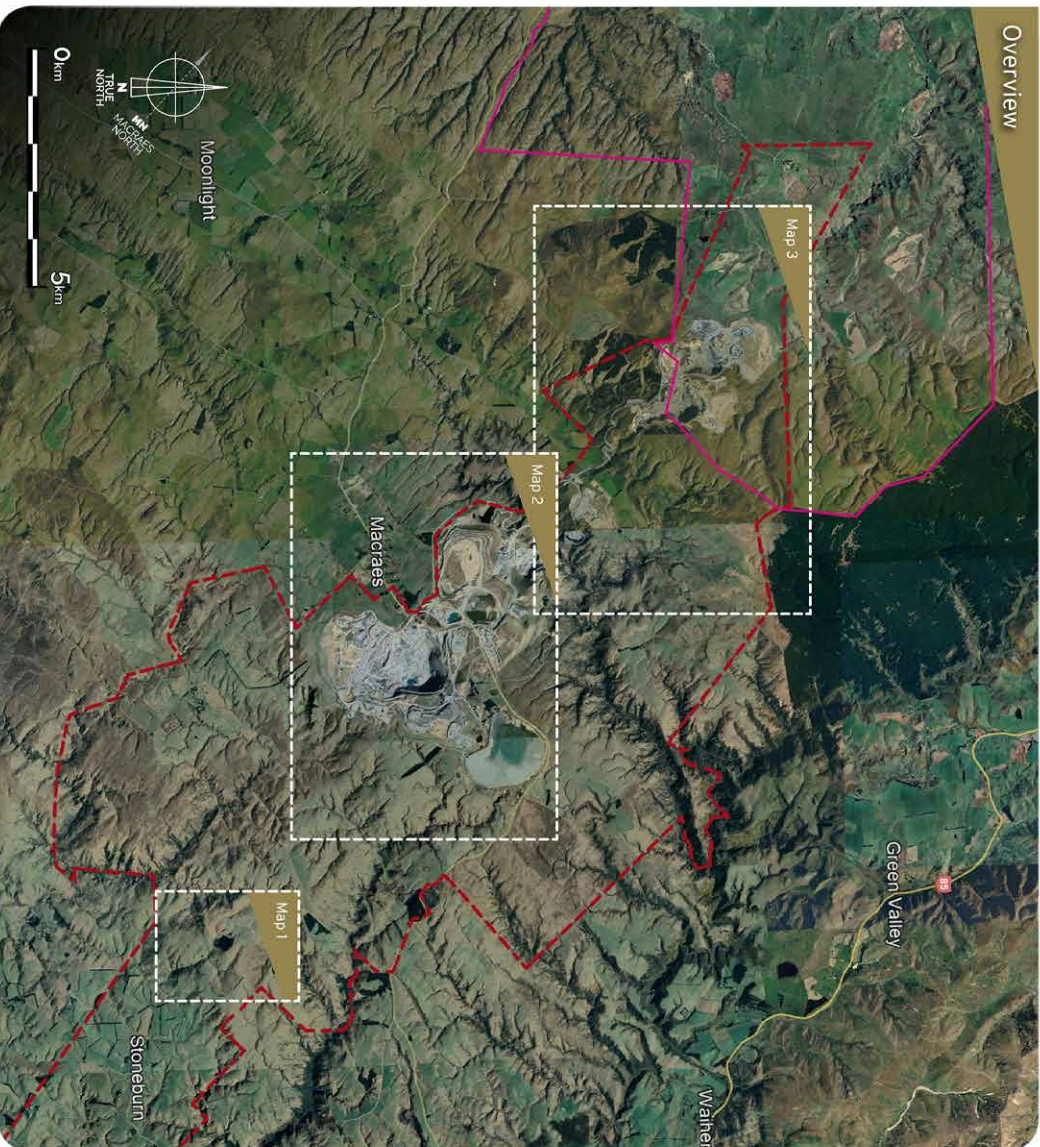 Overview
Map 3
Map 2
Map 1
Moonlight
Macraes
Green Valley
85
Waihe
Stoneburn
N
TRUE
NORTH
MN
MACRAES
NORTH
0km
5km